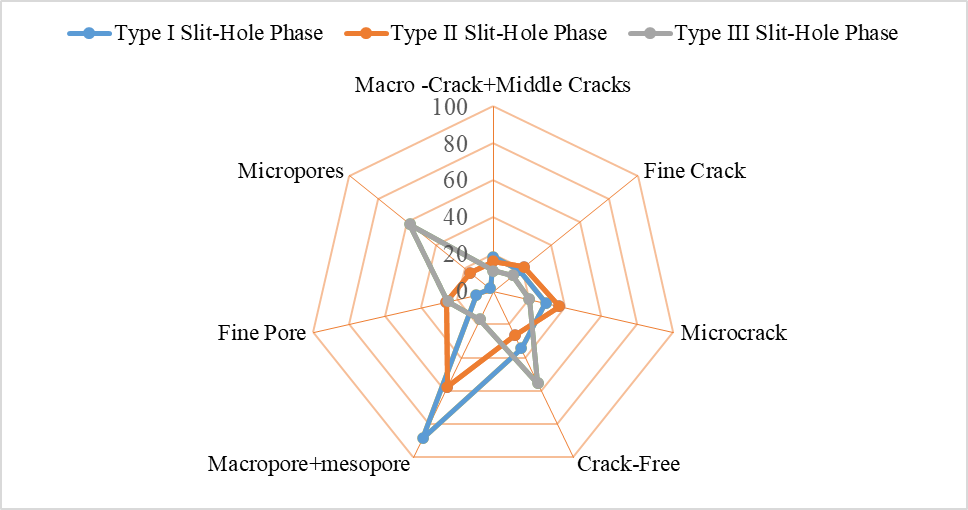 Type I Slit-Hole Phase Type II Slit-Hole Phase Type III Slit-Hole Phase
Macro -Crack+Middle Cracks
100
80
60
40
20
0
Micropores
Fine Crack
Fine Pore
Microcrack
Macropore+mesopore
Crack-Free